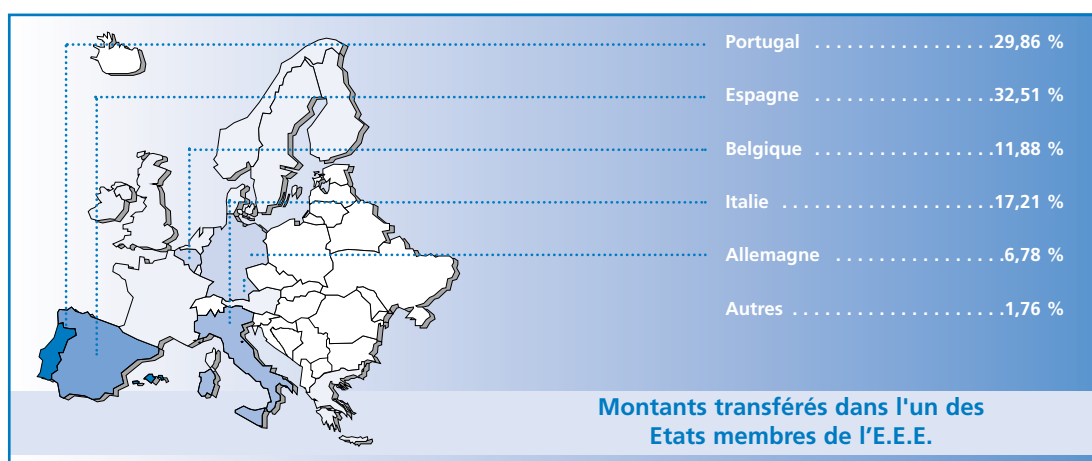 Portugal . . . . . . . . . . . . . . . . .29,86 %
Espagne . . . . . . . . . . . . . . . . .32,51 %
Belgique . . . . . . . . . . . . . . . . .11,88 %
Italie . . . . . . . . . . . . . . . . . . . .17,21 %
Allemagne . . . . . . . . . . . . . . . .6,78 %
Autres . . . . . . . . . . . . . . . . . . .1,76 %
Montants transférés dans l'un des
Etats membres de l'E.E.E.